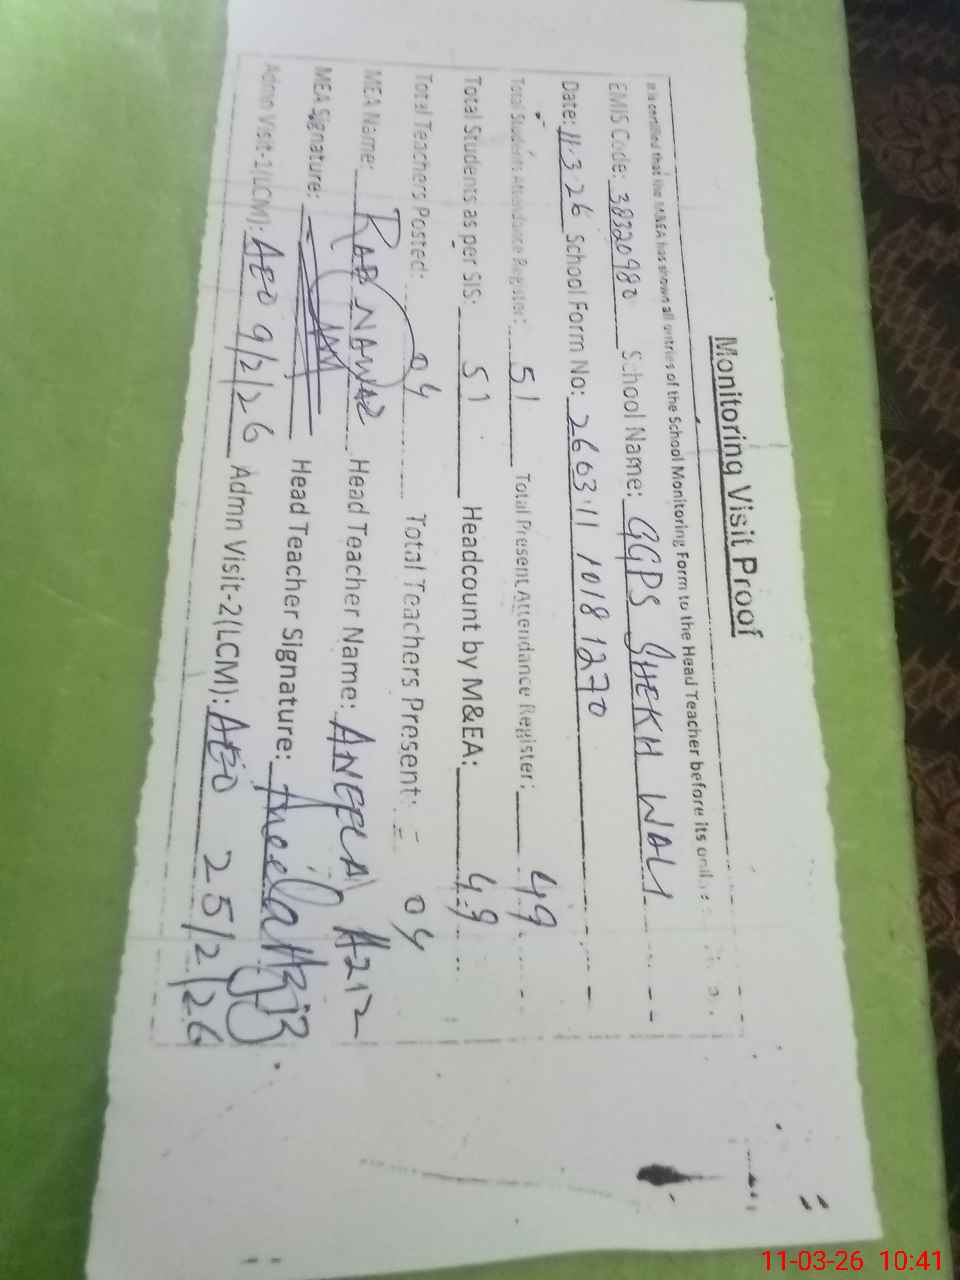 Monitoring Visit Proof
It is certified that the M&EA has shown all entries of the School Monitoring Form to the Head Teacher before its
EMIS Code: 38320980 School Name: GGPS SHEKH WALI
Date: 11.3.26 School Form No: 260311 10181270
Total Students Attendance Register: 51 Total Present Attendance Register: 49
Total Students as per SIS: 51 Headcount by M&EA: 49
Total Teachers Posted: 04 Total Teachers Present: 04
MEA Name: RAB NAWAZ Head Teacher Name: ANEELA AZIZ
MEA Signature: Head Teacher Signature: Aneela
Admn Visit-1(LCM): AEO 9/2/26 Admn Visit-2(LCM): AEO 25/2/26
11-03-26 10:41